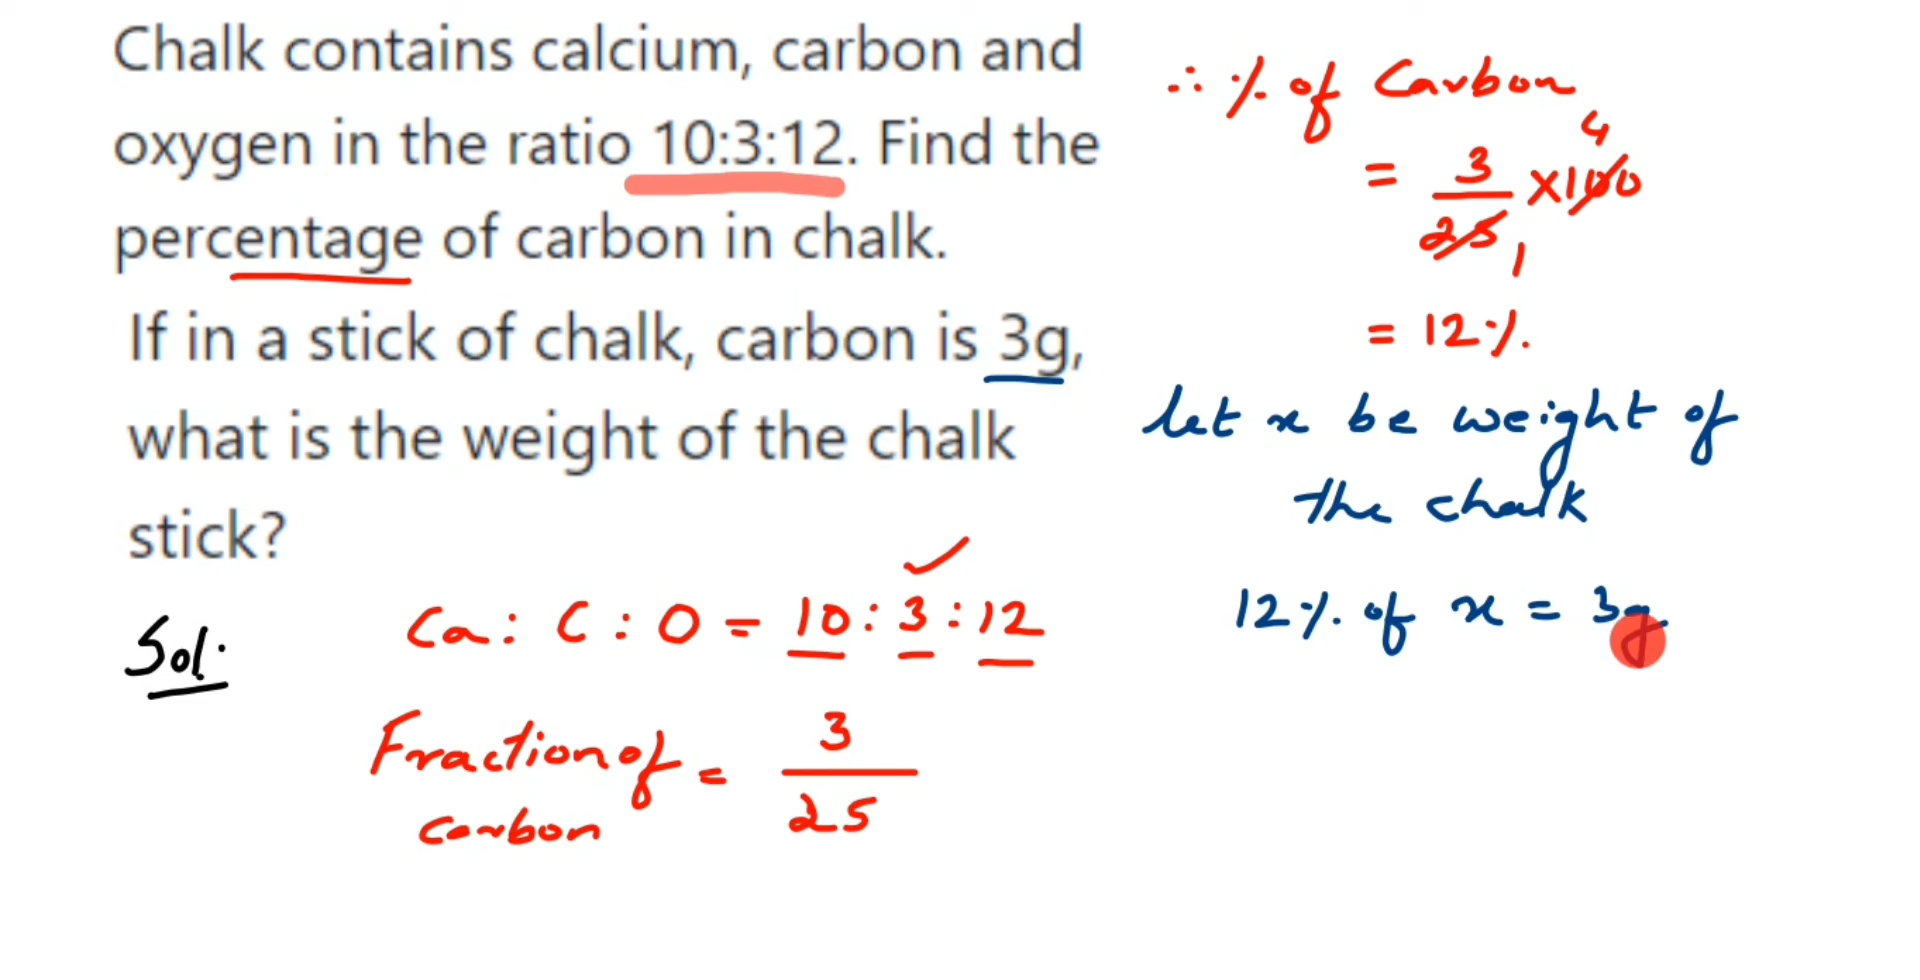 Chalk contains calcium, carbon and
oxygen in the ratio 10:3:12. Find the
percentage of carbon in chalk.
If in a stick of chalk, carbon is 3g,
what is the weight of the chalk
stick?
Sol.
Ca : C : O = 10 : 3 : 12
Fraction of = 3/25
carbon
∴ % of Carbon
= 3/25 × 100 4 1
= 12%.
let x be weight of
the chalk
12% of x = 3g